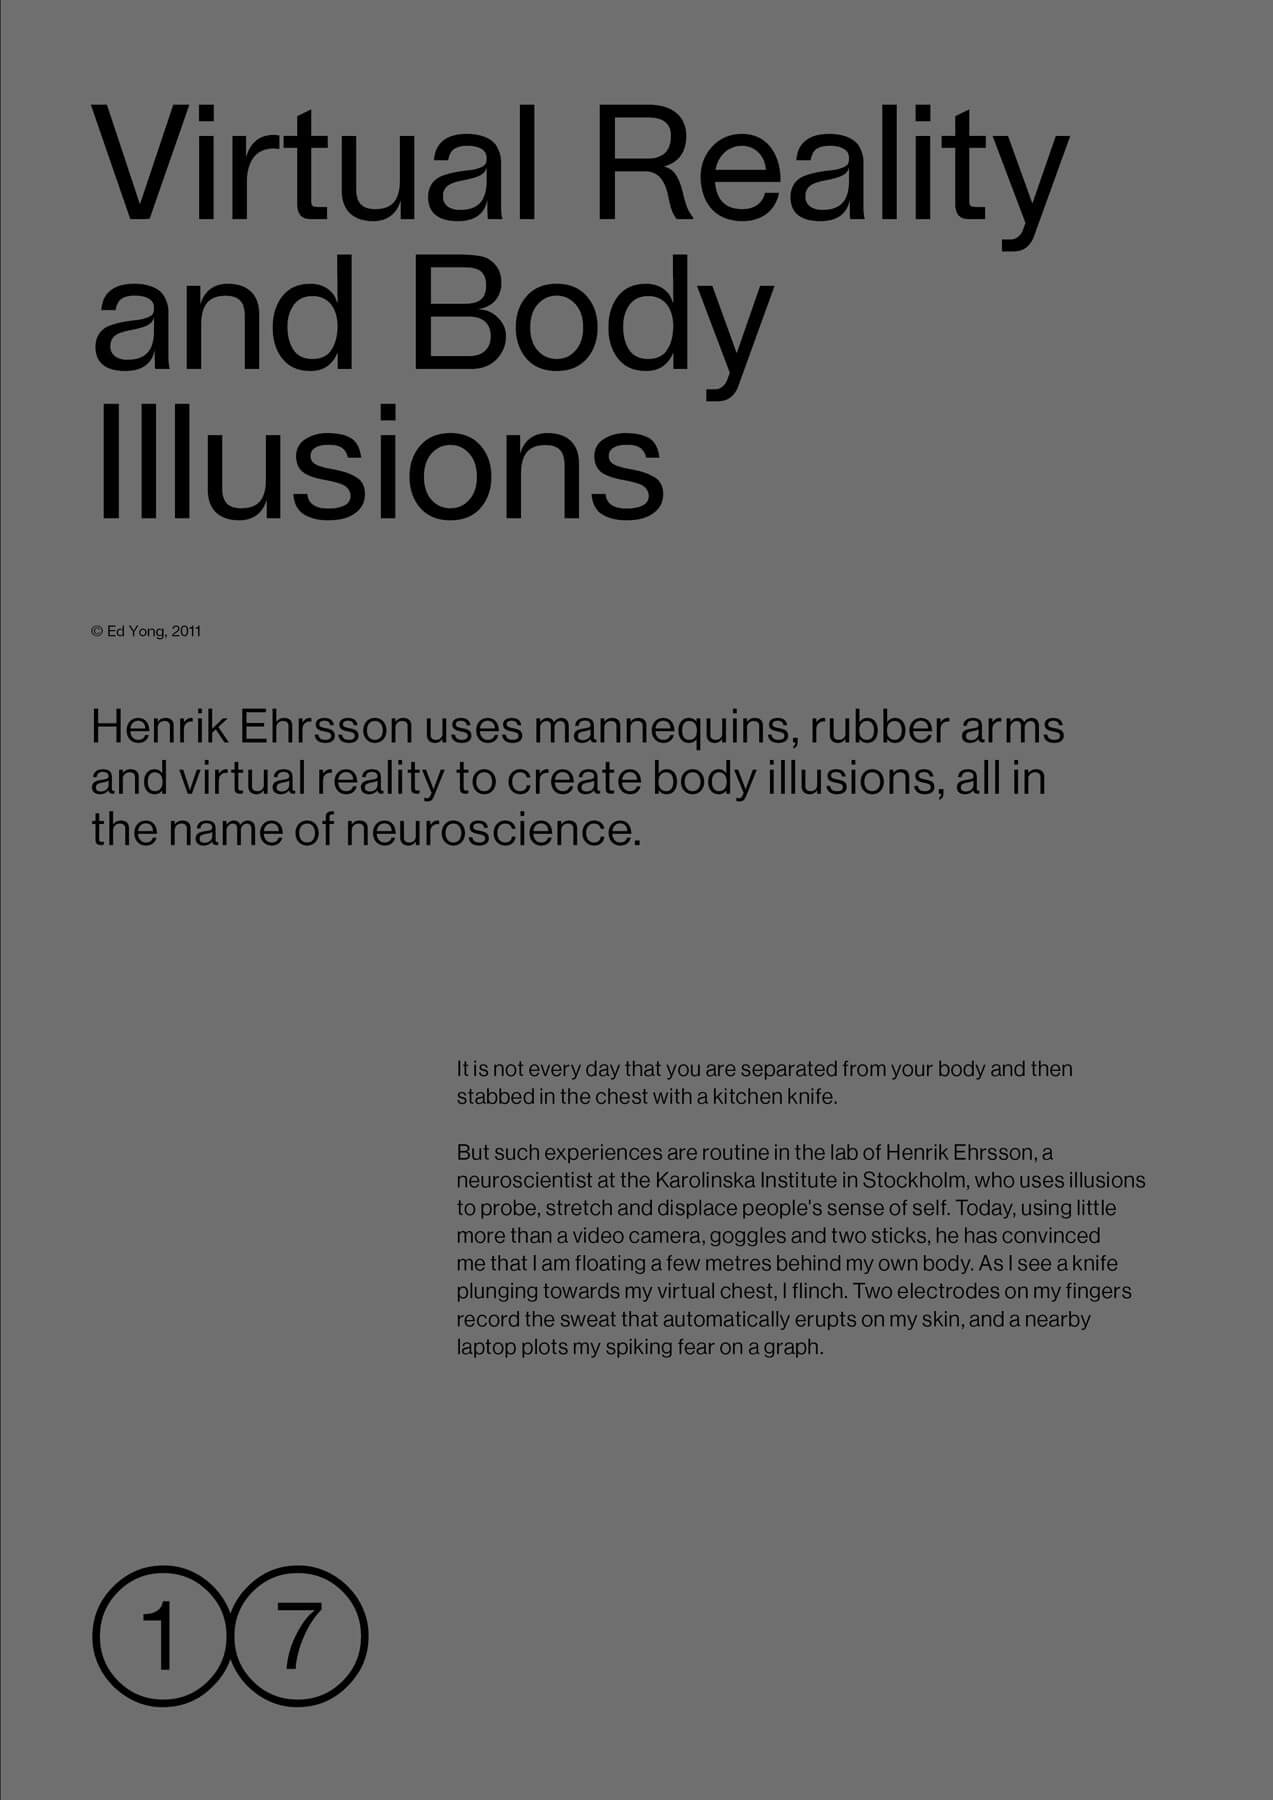 Virtual Reality
and Body
Illusions
© Ed Yong, 2011
Henrik Ehrsson uses mannequins, rubber arms
and virtual reality to create body illusions, all in
the name of neuroscience.
It is not every day that you are separated from your body and then
stabbed in the chest with a kitchen knife.
But such experiences are routine in the lab of Henrik Ehrsson, a
neuroscientist at the Karolinska Institute in Stockholm, who uses illusions
to probe, stretch and displace people's sense of self. Today, using little
more than a video camera, goggles and two sticks, he has convinced
me that I am floating a few metres behind my own body. As I see a knife
plunging towards my virtual chest, I flinch. Two electrodes on my fingers
record the sweat that automatically erupts on my skin, and a nearby
laptop plots my spiking fear on a graph.
1 7